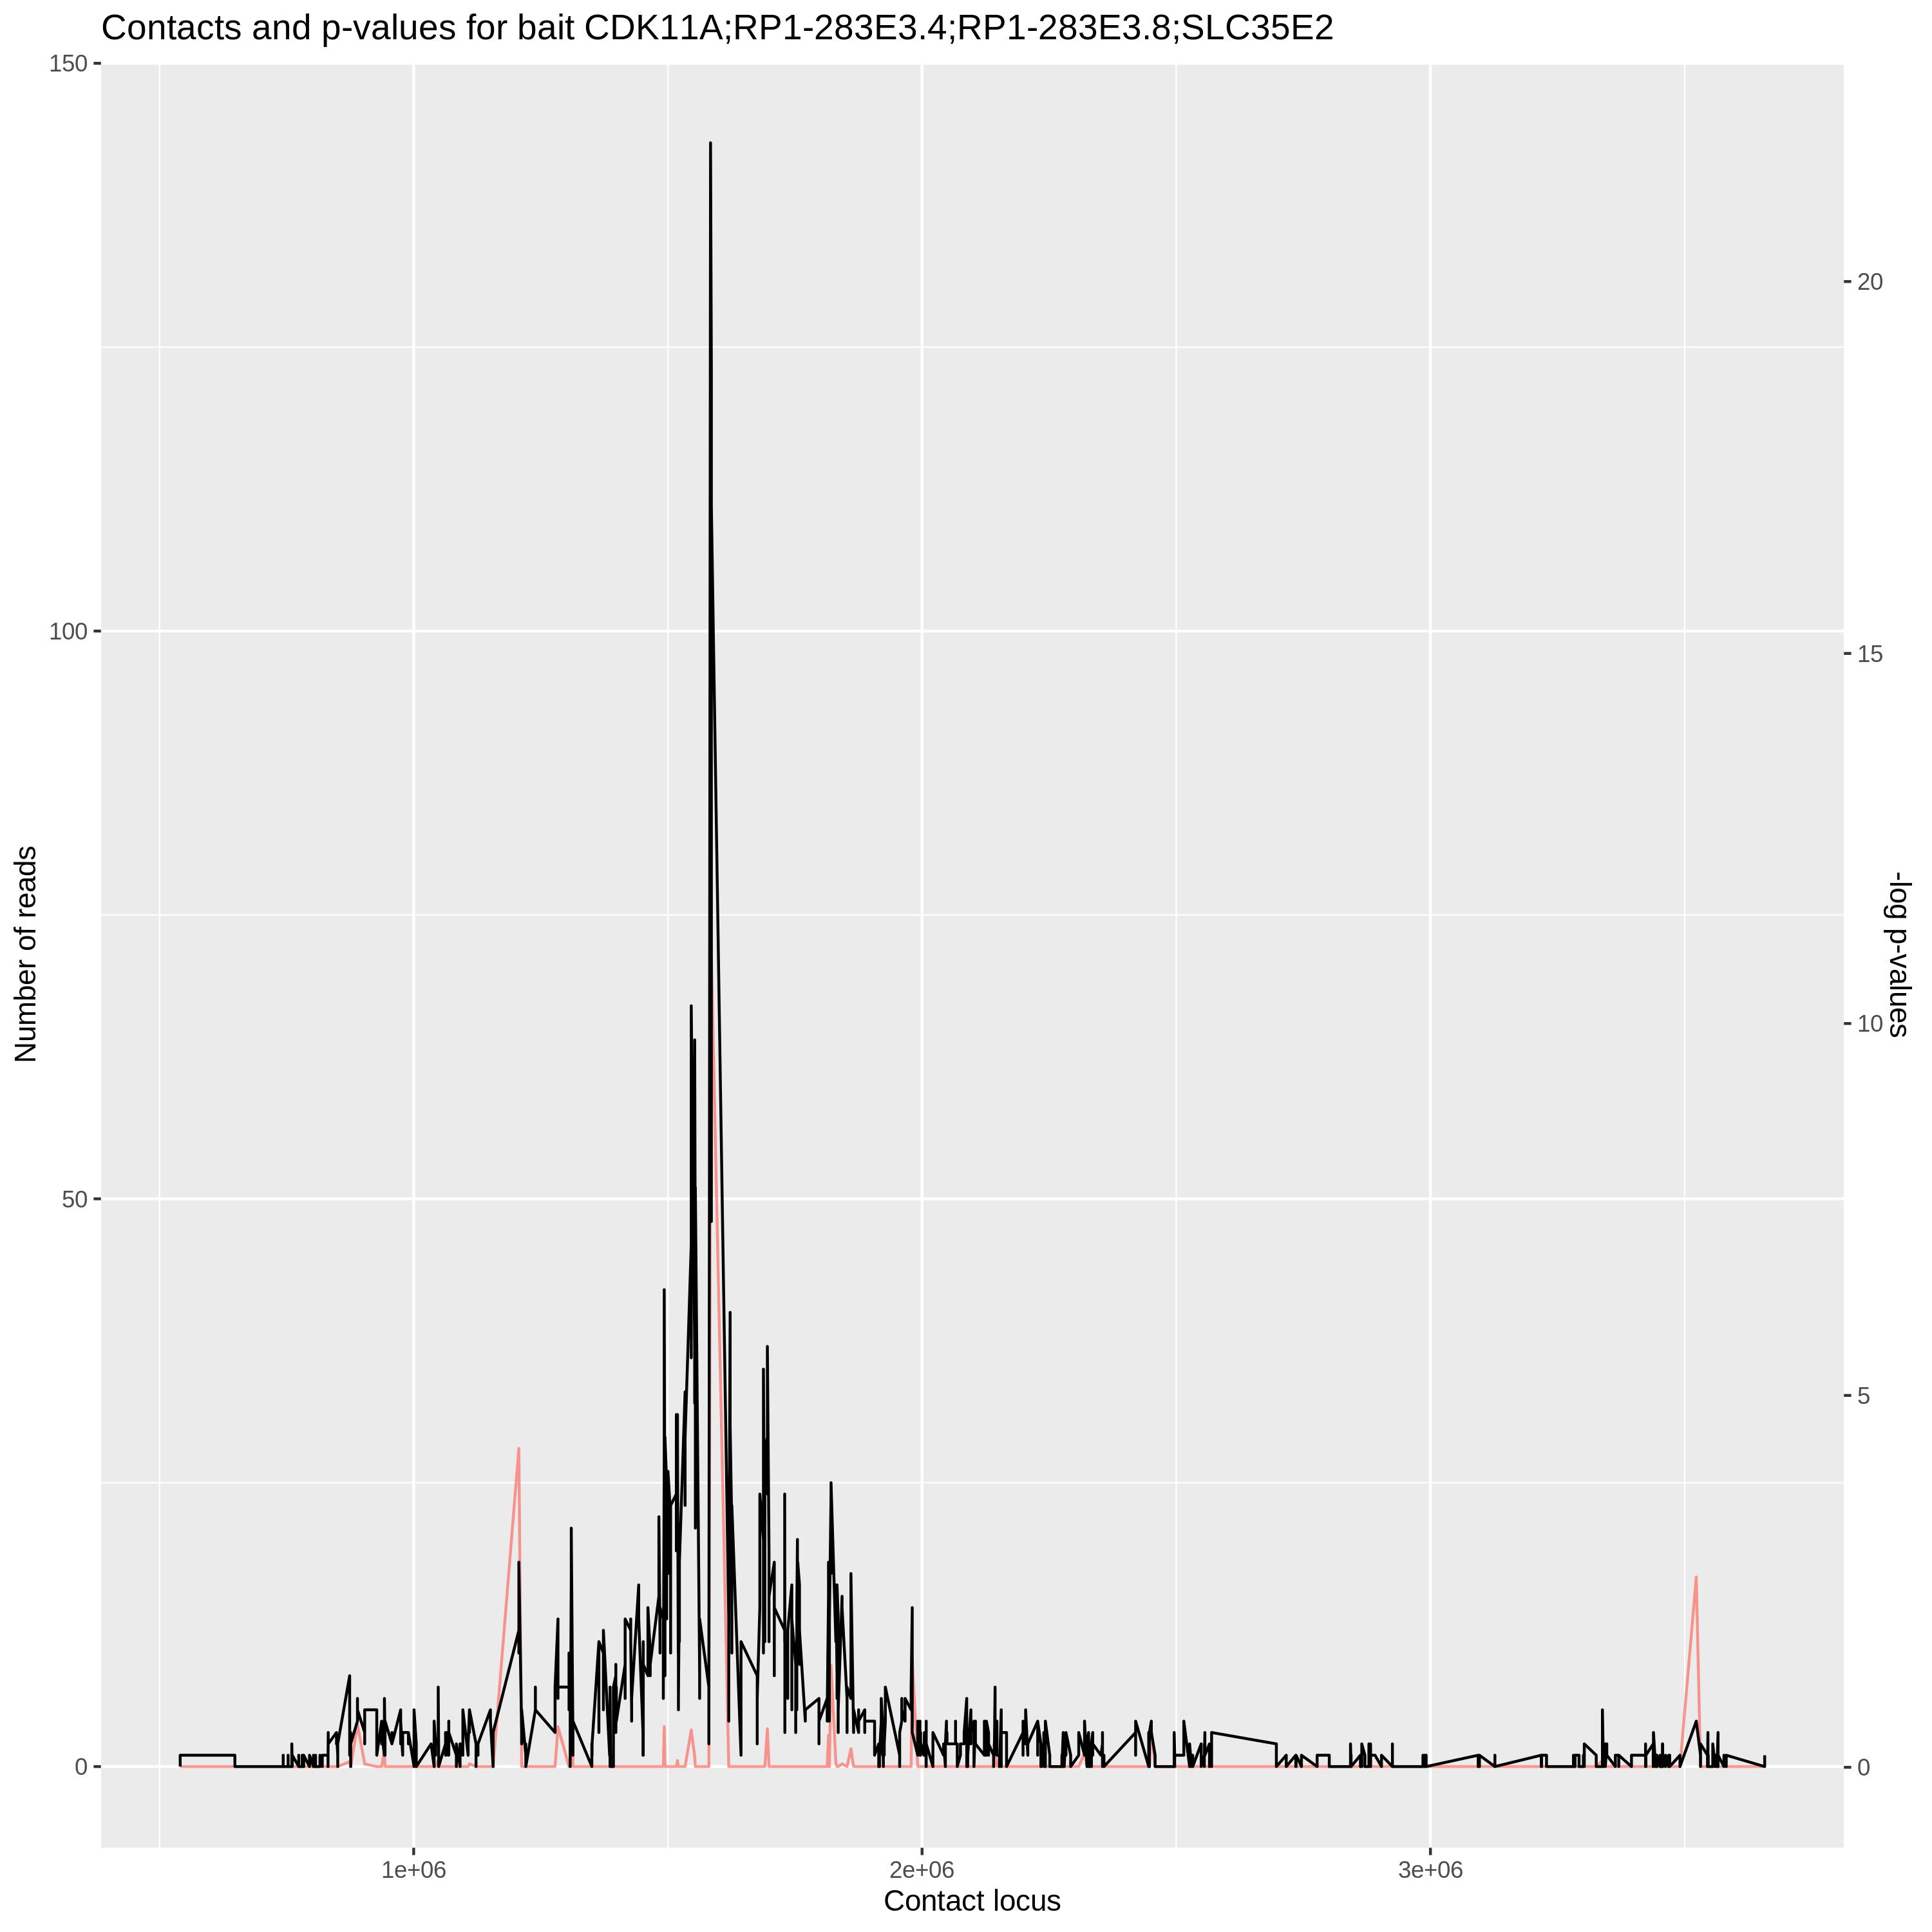 Contacts and p-values for bait CDK11A;RP1-283E3.4;RP1-283E3.8;SLC35E2
150
100
50
0
Number of reads
20
15
10
5
0
-log p-values
1e+06 2e+06 3e+06
Contact locus